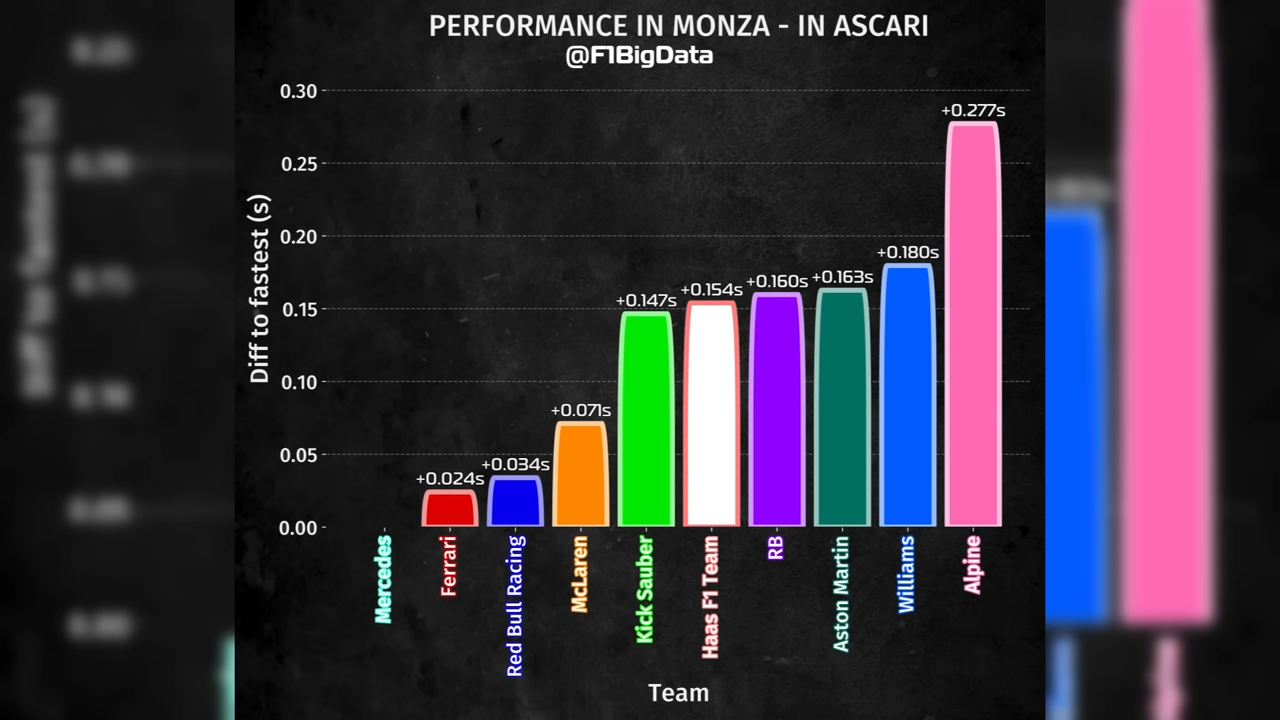 PERFORMANCE IN MONZA - IN ASCARI
@F1BigData
Diff to fastest (s)
0.30
0.25
0.20
0.15
0.10
0.05
0.00
+0.024s
+0.034s
+0.071s
+0.147s
+0.154s
+0.160s
+0.163s
+0.180s
+0.277s
Mercedes
Ferrari
Red Bull Racing
McLaren
Kick Sauber
Haas F1 Team
RB
Aston Martin
Williams
Alpine
Team